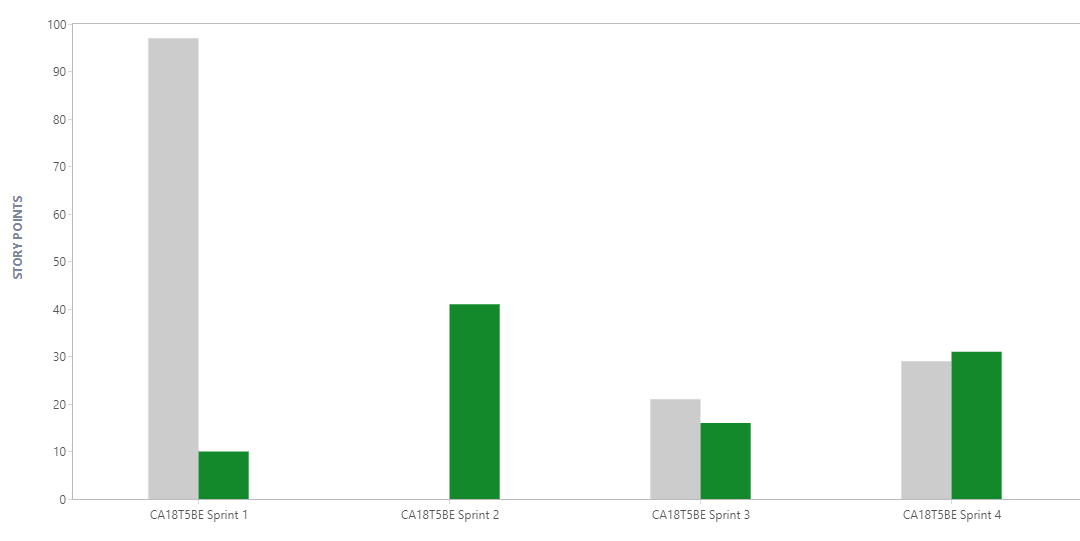 100
90
80
70
60
50
40
30
20
10
0
STORY POINTS
CA18T5BE Sprint 1
CA18T5BE Sprint 2
CA18T5BE Sprint 3
CA18T5BE Sprint 4